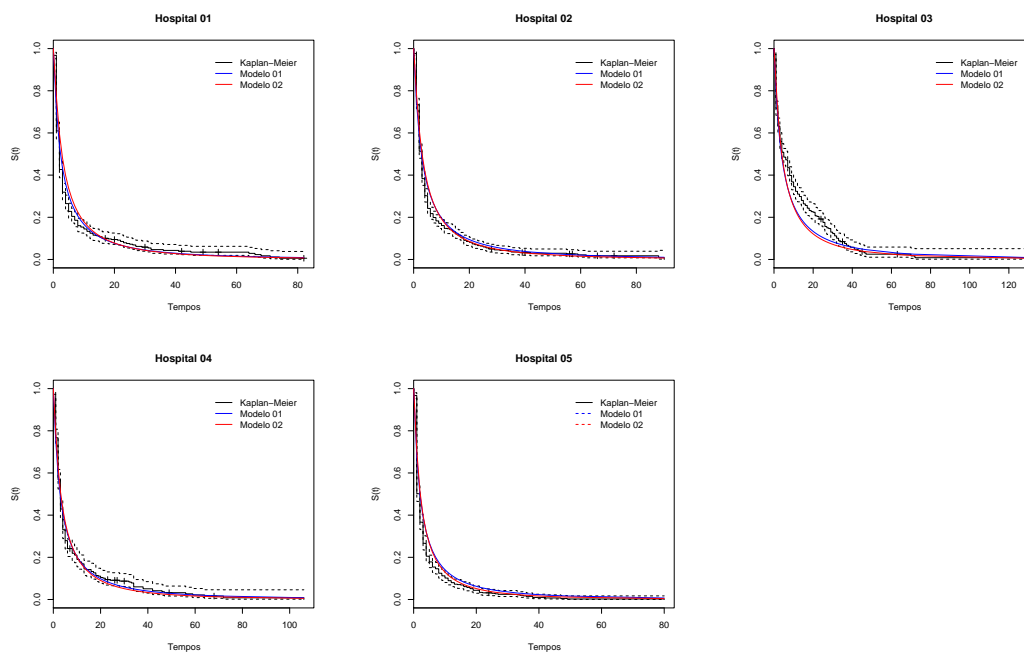 Hospital 01
S(t)
1.0
0.8
0.6
0.4
0.2
0.0
Kaplan−Meier
Modelo 01
Modelo 02
0 20 40 60 80
Tempos
Hospital 02
S(t)
1.0
0.8
0.6
0.4
0.2
0.0
Kaplan−Meier
Modelo 01
Modelo 02
0 20 40 60 80
Tempos
Hospital 03
S(t)
1.0
0.8
0.6
0.4
0.2
0.0
Kaplan−Meier
Modelo 01
Modelo 02
0 20 40 60 80 100 120
Tempos
Hospital 04
S(t)
1.0
0.8
0.6
0.4
0.2
0.0
Kaplan−Meier
Modelo 01
Modelo 02
0 20 40 60 80 100
Tempos
Hospital 05
S(t)
1.0
0.8
0.6
0.4
0.2
0.0
Kaplan−Meier
Modelo 01
Modelo 02
0 20 40 60 80
Tempos